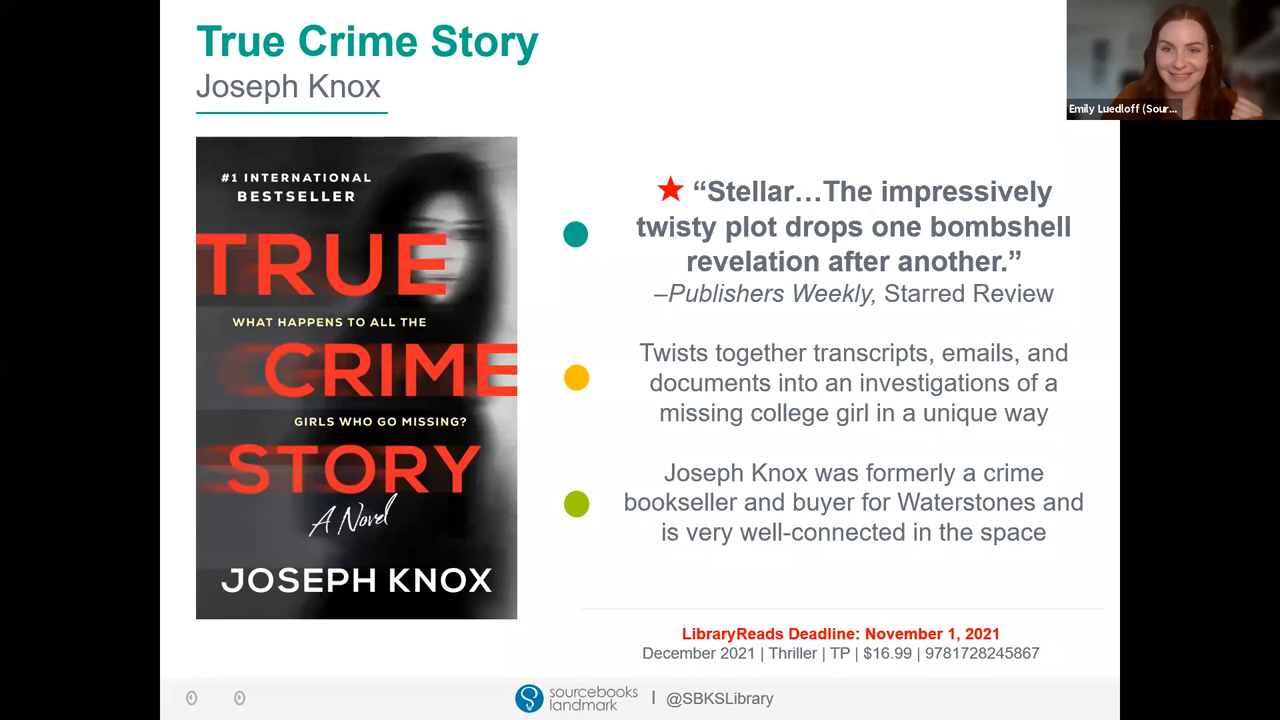 True Crime Story
Joseph Knox
Emily Luedloff (Sour...
#1 INTERNATIONAL
BESTSELLER
TRUE
WHAT HAPPENS TO ALL THE
CRIME
GIRLS WHO GO MISSING?
STORY
A Novel
JOSEPH KNOX
“Stellar…The impressively
twisty plot drops one bombshell
revelation after another.”
–Publishers Weekly, Starred Review
Twists together transcripts, emails, and
documents into an investigations of a
missing college girl in a unique way
Joseph Knox was formerly a crime
bookseller and buyer for Waterstones and
is very well-connected in the space
LibraryReads Deadline: November 1, 2021
December 2021 | Thriller | TP | $16.99 | 9781728245867
sourcebooks
landmark
| @SBKSLibrary